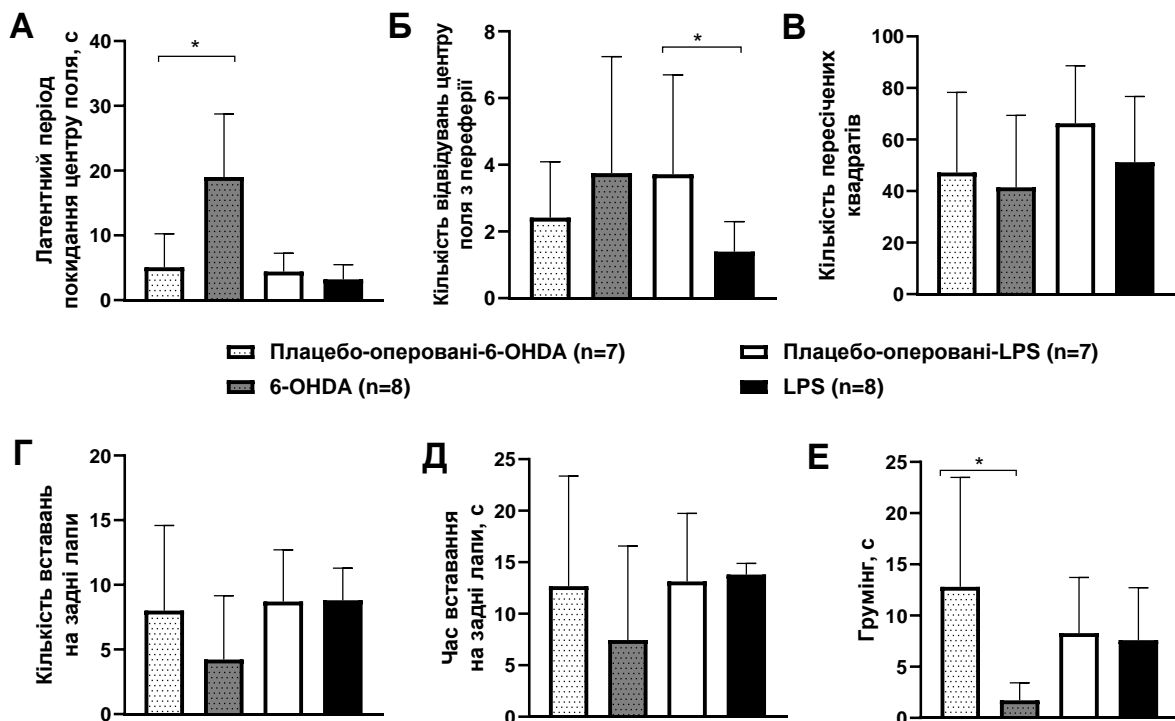 А
Латентний період
покидання центру поля, с
40
30
20
10
0
*
Б
Кількість відвідувань центру
поля з переферії
8
6
4
2
0
*
В
Кількість пересічених
квадратів
100
80
60
40
20
0
Плацебо-оперовані-6-OHDA (n=7)
Плацебо-оперовані-LPS (n=7)
6-OHDA (n=8)
LPS (n=8)
Г
Кількість вставань
на задні лапи
20
15
10
5
0
Д
Час вставання
на задні лапи, с
25
20
15
10
5
0
Е
Грумінг, с
25
20
15
10
5
0
*